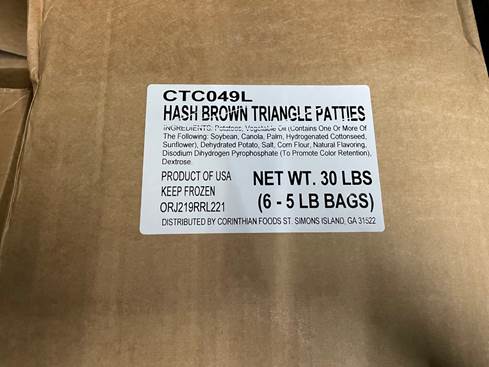 CTC049L
HASH BROWN TRIANGLE PATTIES
INGREDIENTS: Potatoes, Vegetable Oil (Contains One Or More Of
The Following: Soybean, Canola, Palm, Hydrogenated Cottonseed,
Sunflower), Dehydrated Potato, Salt, Corn Flour, Natural Flavoring,
Disodium Dihydrogen Pyrophosphate (To Promote Color Retention),
Dextrose.
PRODUCT OF USA
KEEP FROZEN
ORJ219RRL221
NET WT. 30 LBS
(6 - 5 LB BAGS)
DISTRIBUTED BY CORINTHIAN FOODS ST. SIMONS ISLAND, GA 31522